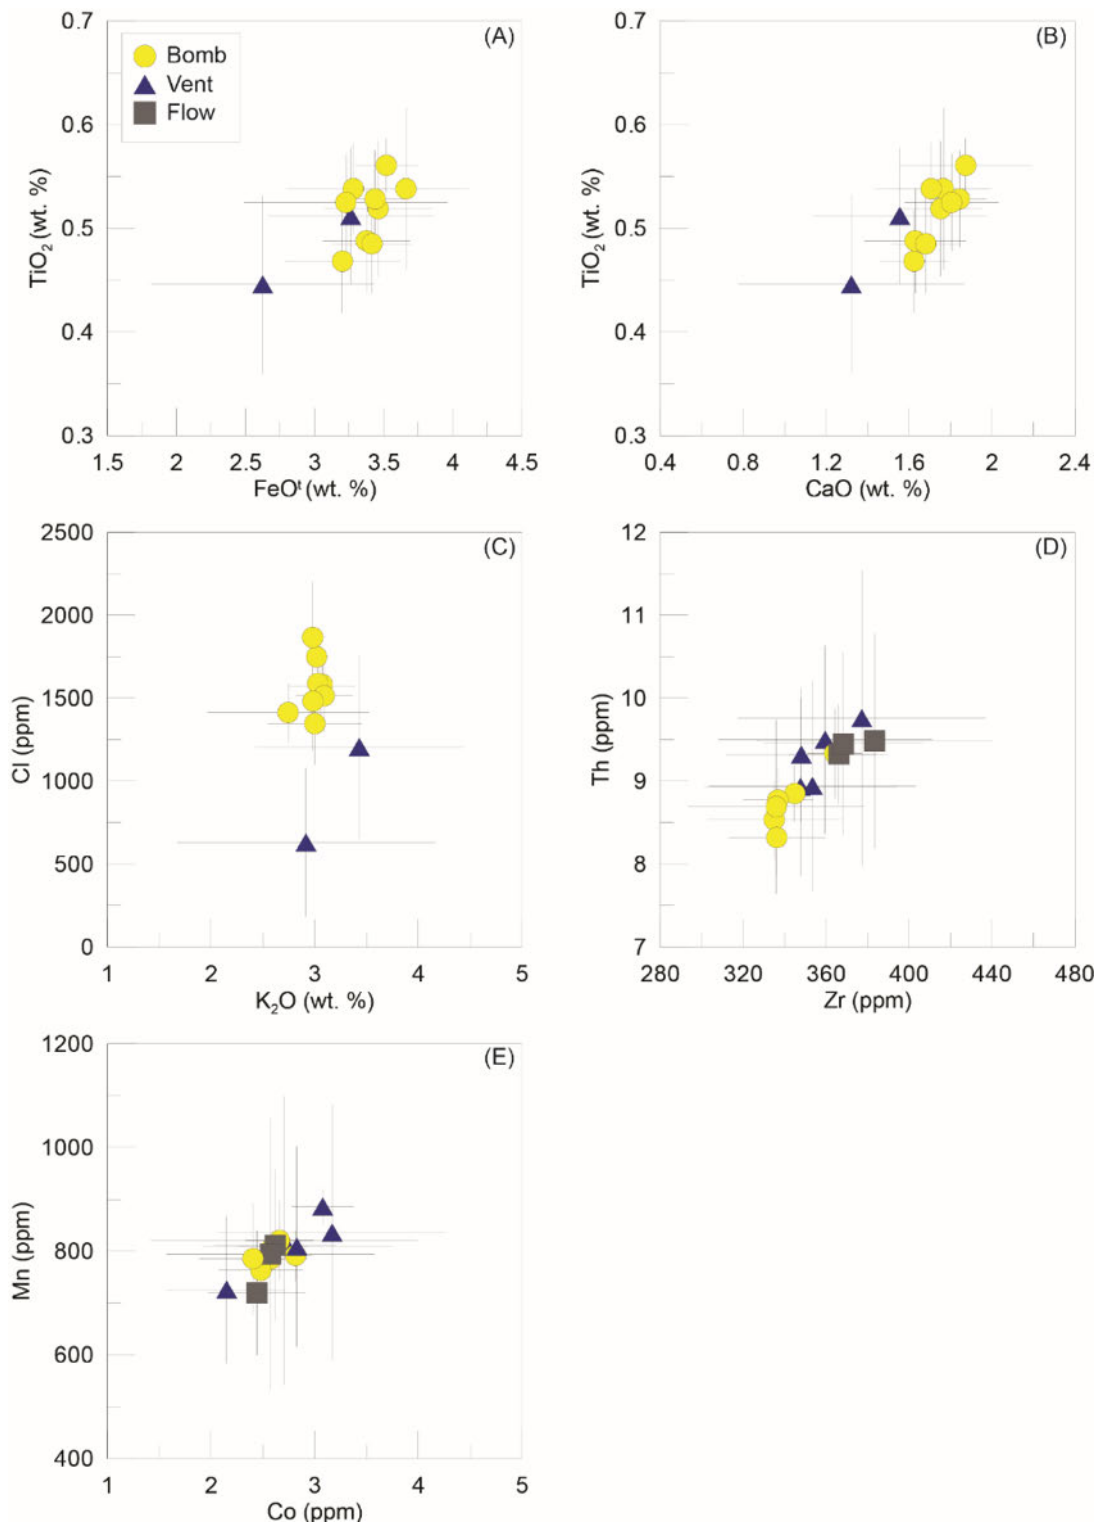 (A)
Bomb
Vent
Flow
0.7
0.6
0.5
0.4
0.3
TiO₂ (wt. %)
1.5 2 2.5 3 3.5 4 4.5
FeOᵗ (wt. %)
(B)
0.7
0.6
0.5
0.4
0.3
TiO₂ (wt. %)
0.4 0.8 1.2 1.6 2 2.4
CaO (wt. %)
(C)
2500
2000
1500
1000
500
0
Cl (ppm)
1 2 3 4 5
K₂O (wt. %)
(D)
12
11
10
9
8
7
Th (ppm)
280 320 360 400 440 480
Zr (ppm)
(E)
1200
1000
800
600
400
Mn (ppm)
1 2 3 4 5
Co (ppm)